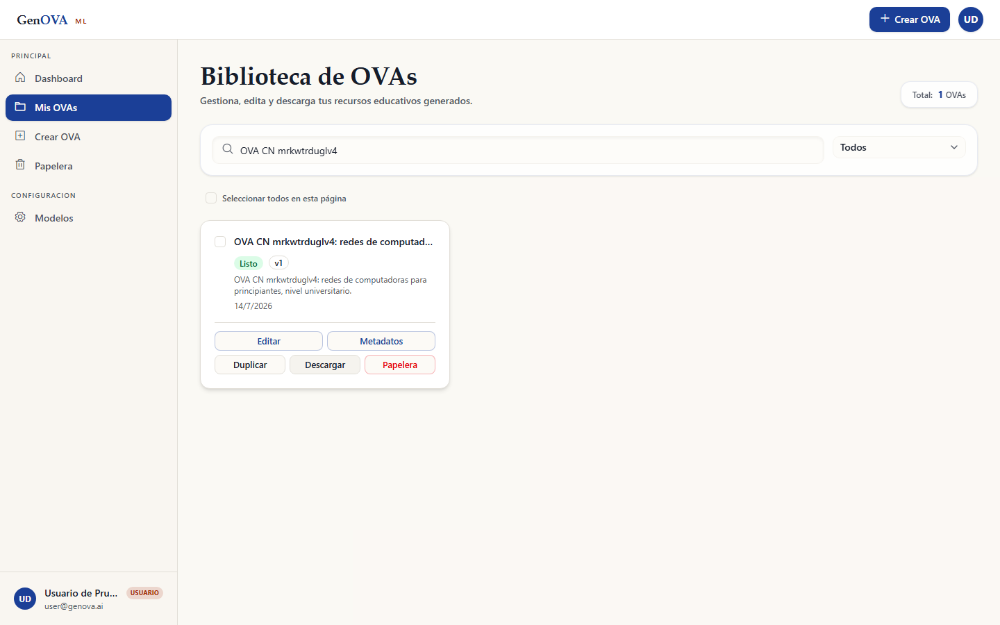 GenOVA ML
+ Crear OVA
UD
PRINCIPAL
Dashboard
Mis OVAs
Crear OVA
Papelera
CONFIGURACION
Modelos
Biblioteca de OVAs
Gestiona, edita y descarga tus recursos educativos generados.
Total: 1 OVAs
OVA CN mrkwtrduglv4
Todos
Seleccionar todos en esta página
OVA CN mrkwtrduglv4: redes de computad...
Listo v1
OVA CN mrkwtrduglv4: redes de computadoras para
principiantes, nivel universitario.
14/7/2026
Editar Metadatos
Duplicar Descargar Papelera
UD
Usuario de Pru... USUARIO
user@genova.ai